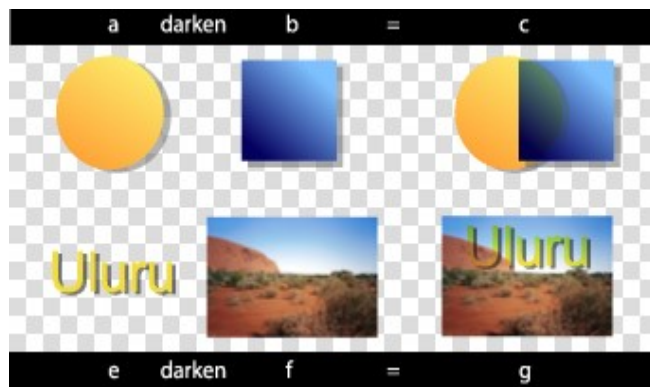 a darken b = c
Uluru Uluru
e darken f = g